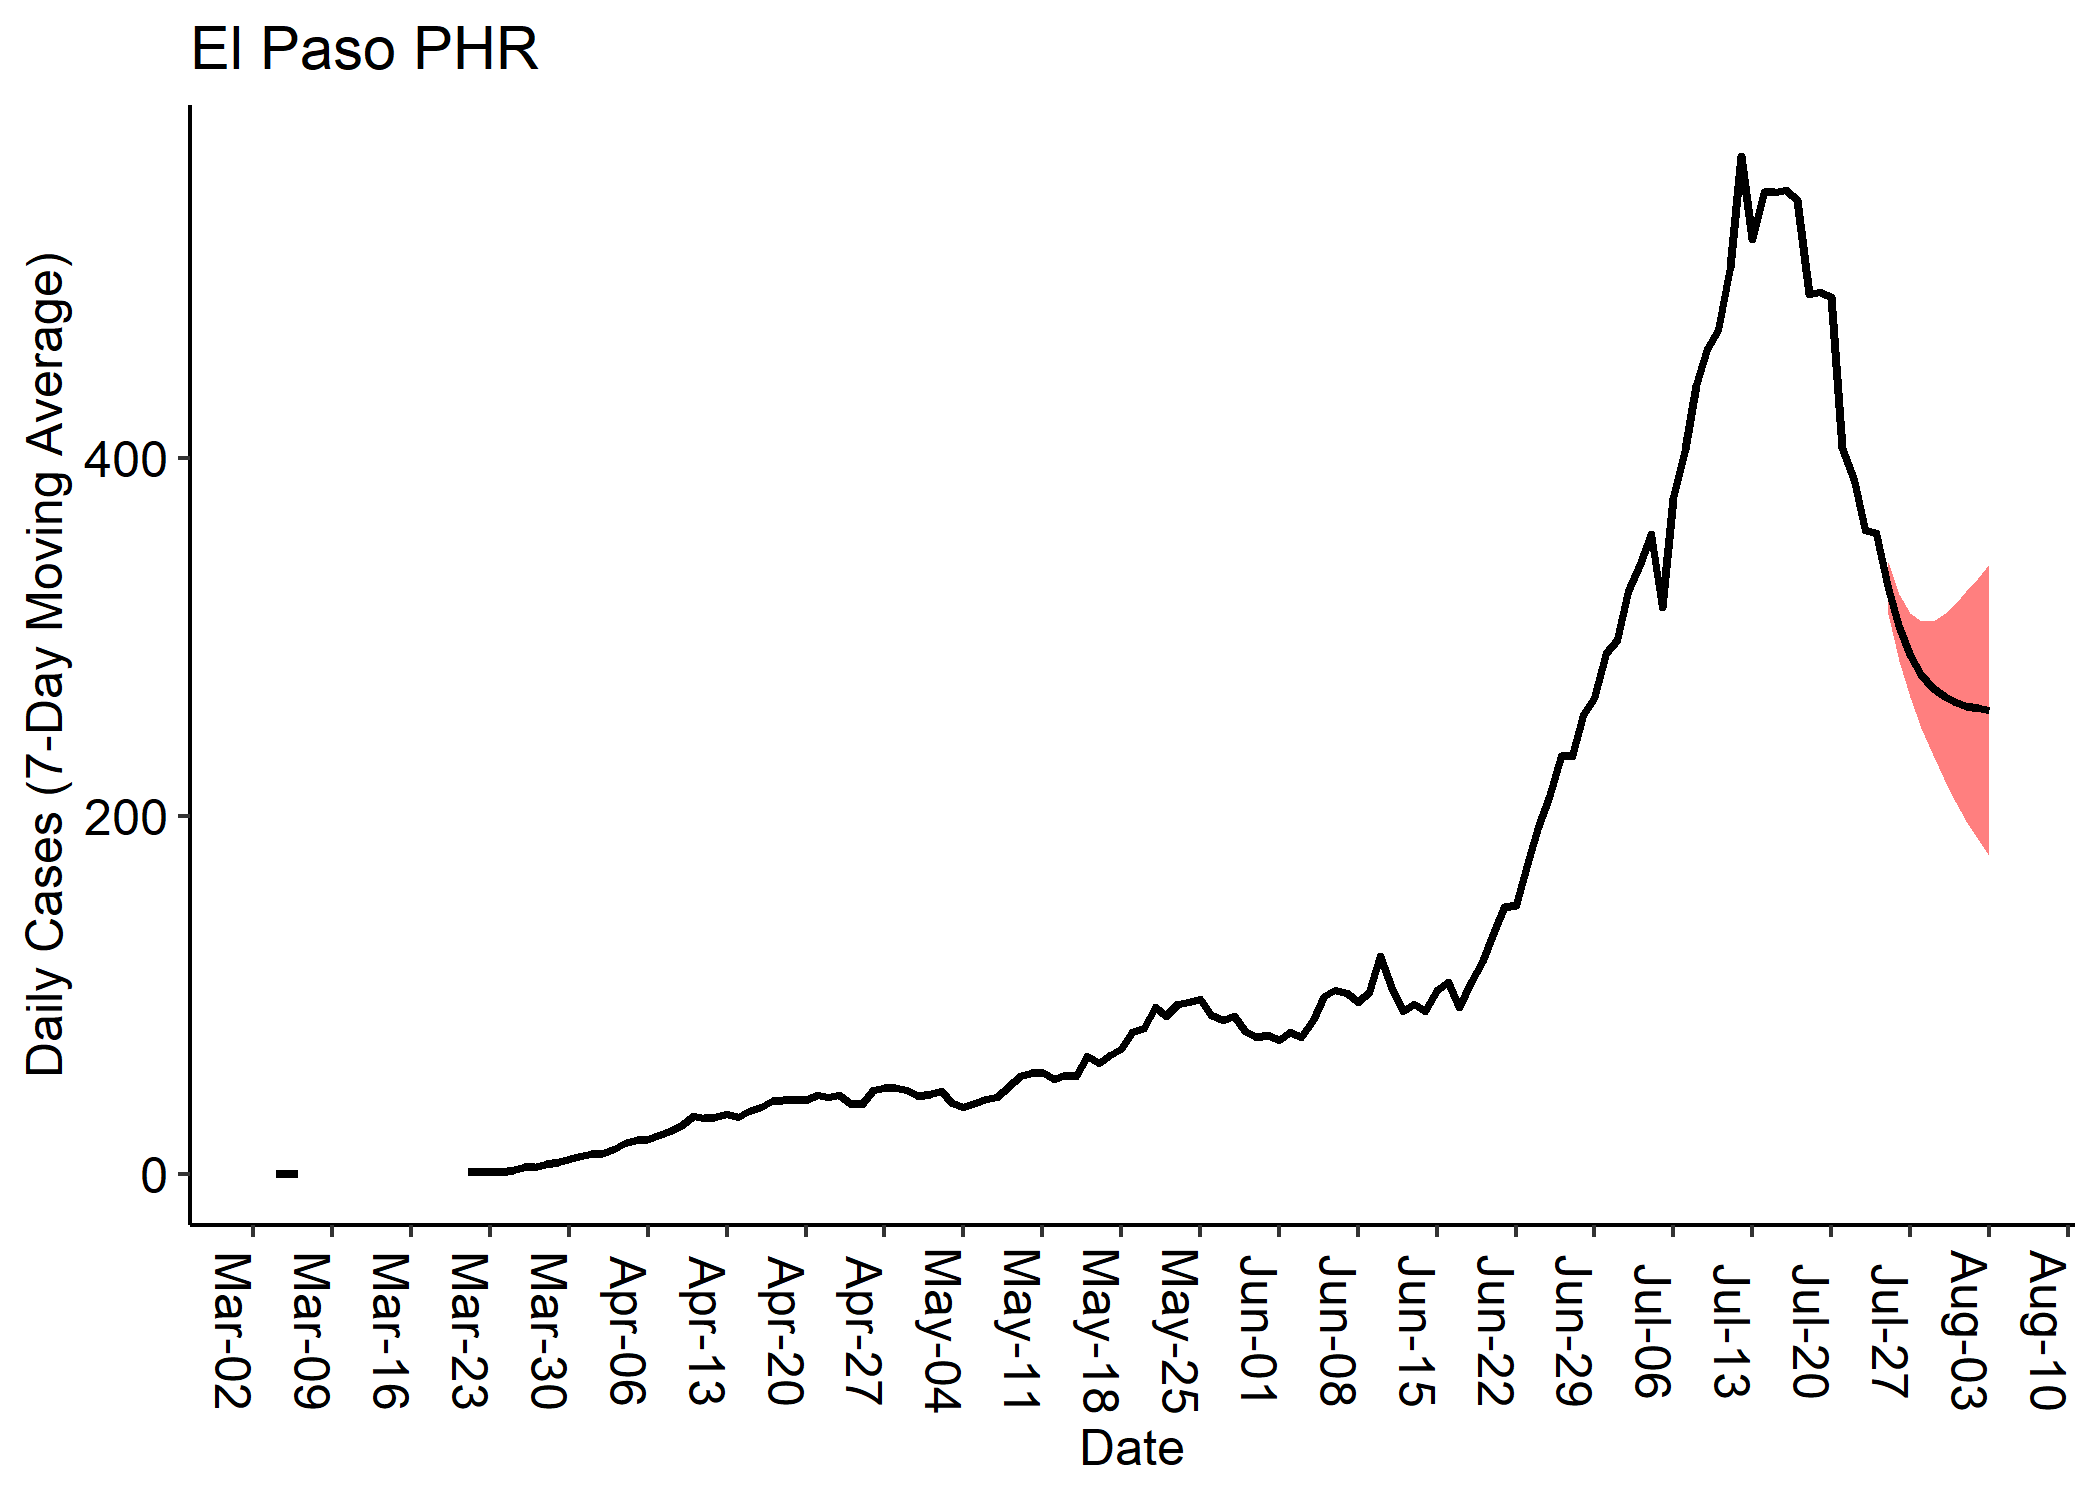 El Paso PHR
Daily Cases (7-Day Moving Average)
400
200
0
Mar-02
Mar-09
Mar-16
Mar-23
Mar-30
Apr-06
Apr-13
Apr-20
Apr-27
May-04
May-11
May-18
May-25
Jun-01
Jun-08
Jun-15
Jun-22
Jun-29
Jul-06
Jul-13
Jul-20
Jul-27
Aug-03
Aug-10
Date